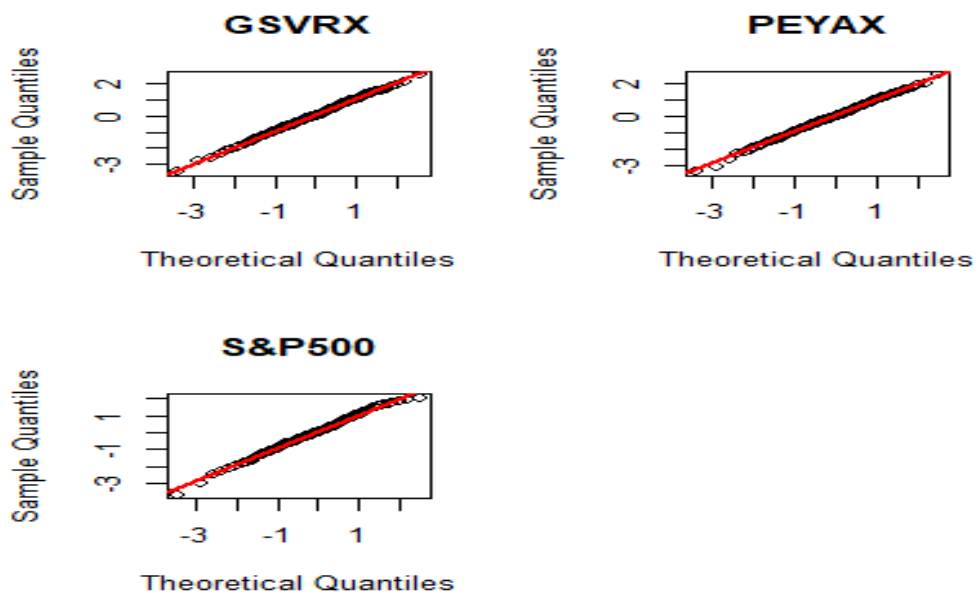 GSVRX
Sample Quantiles
2
0
-3
-3 -1 1
Theoretical Quantiles
PEYAX
Sample Quantiles
2
0
-3
-3 -1 1
Theoretical Quantiles
S&P500
Sample Quantiles
1
-1
-3
-3 -1 1
Theoretical Quantiles